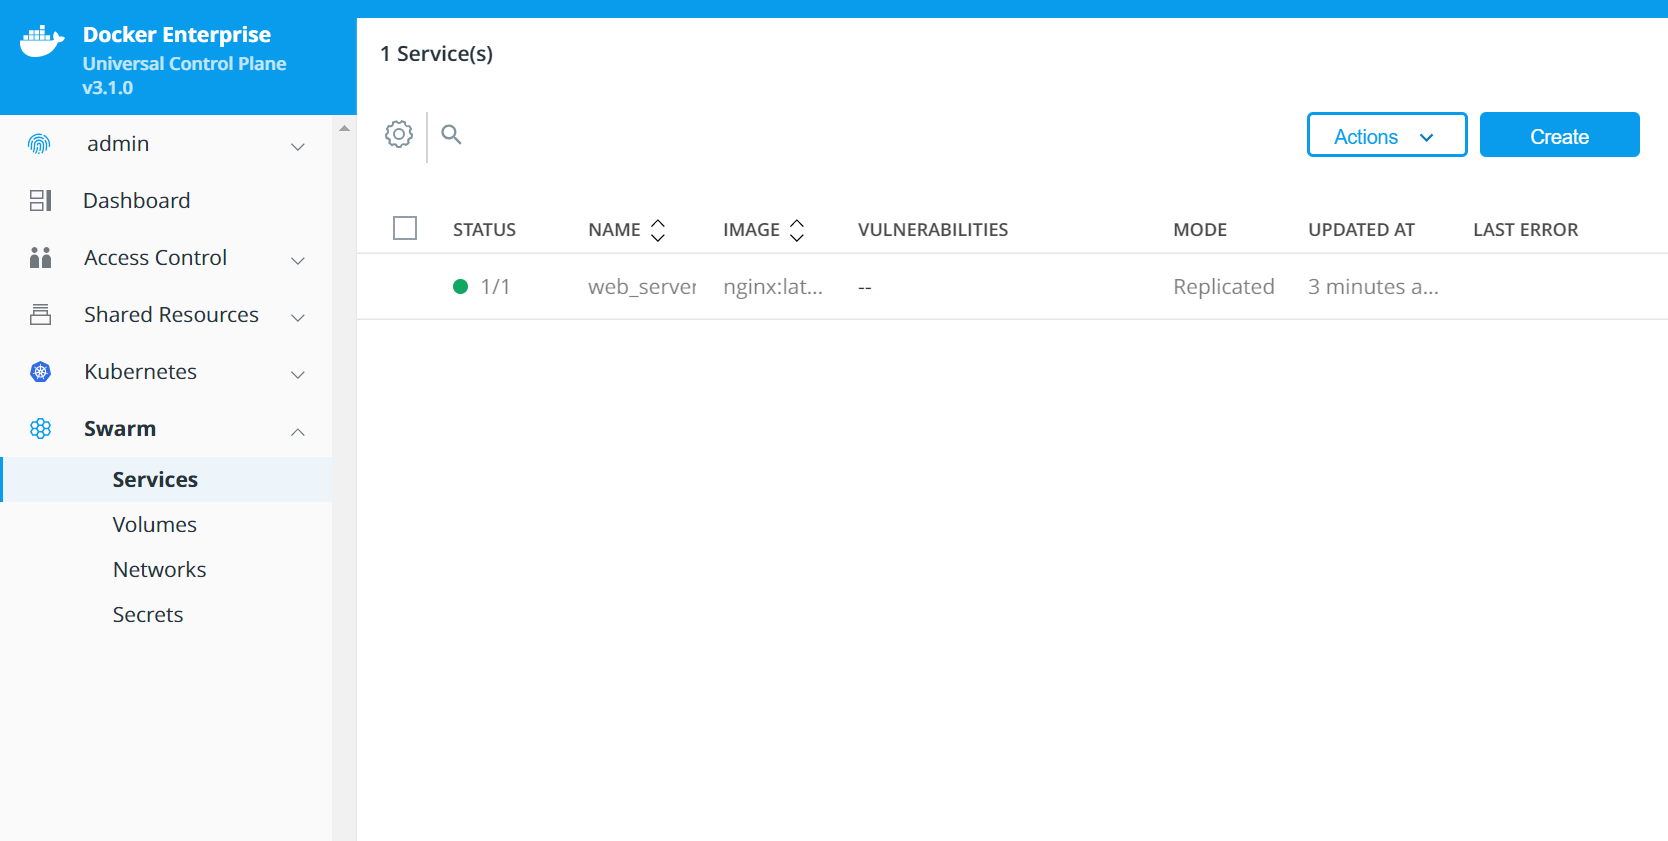 Docker Enterprise
Universal Control Plane
v3.1.0
admin
Dashboard
Access Control
Shared Resources
Kubernetes
Swarm
Services
Volumes
Networks
Secrets
1 Service(s)
Actions
Create
STATUS NAME IMAGE VULNERABILITIES MODE UPDATED AT LAST ERROR
1/1 web_server nginx:lat... -- Replicated 3 minutes a...